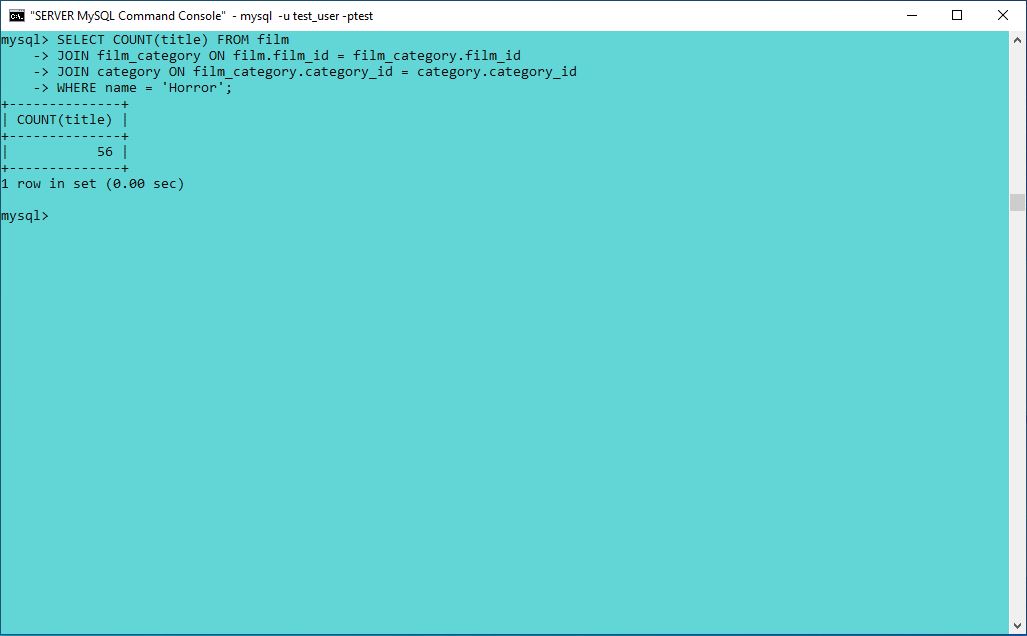 "SERVER MySQL Command Console" - mysql -u test_user -ptest
mysql> SELECT COUNT(title) FROM film
    -> JOIN film_category ON film.film_id = film_category.film_id
    -> JOIN category ON film_category.category_id = category.category_id
    -> WHERE name = 'Horror';
+--------------+
| COUNT(title) |
+--------------+
|           56 |
+--------------+
1 row in set (0.00 sec)
mysql>